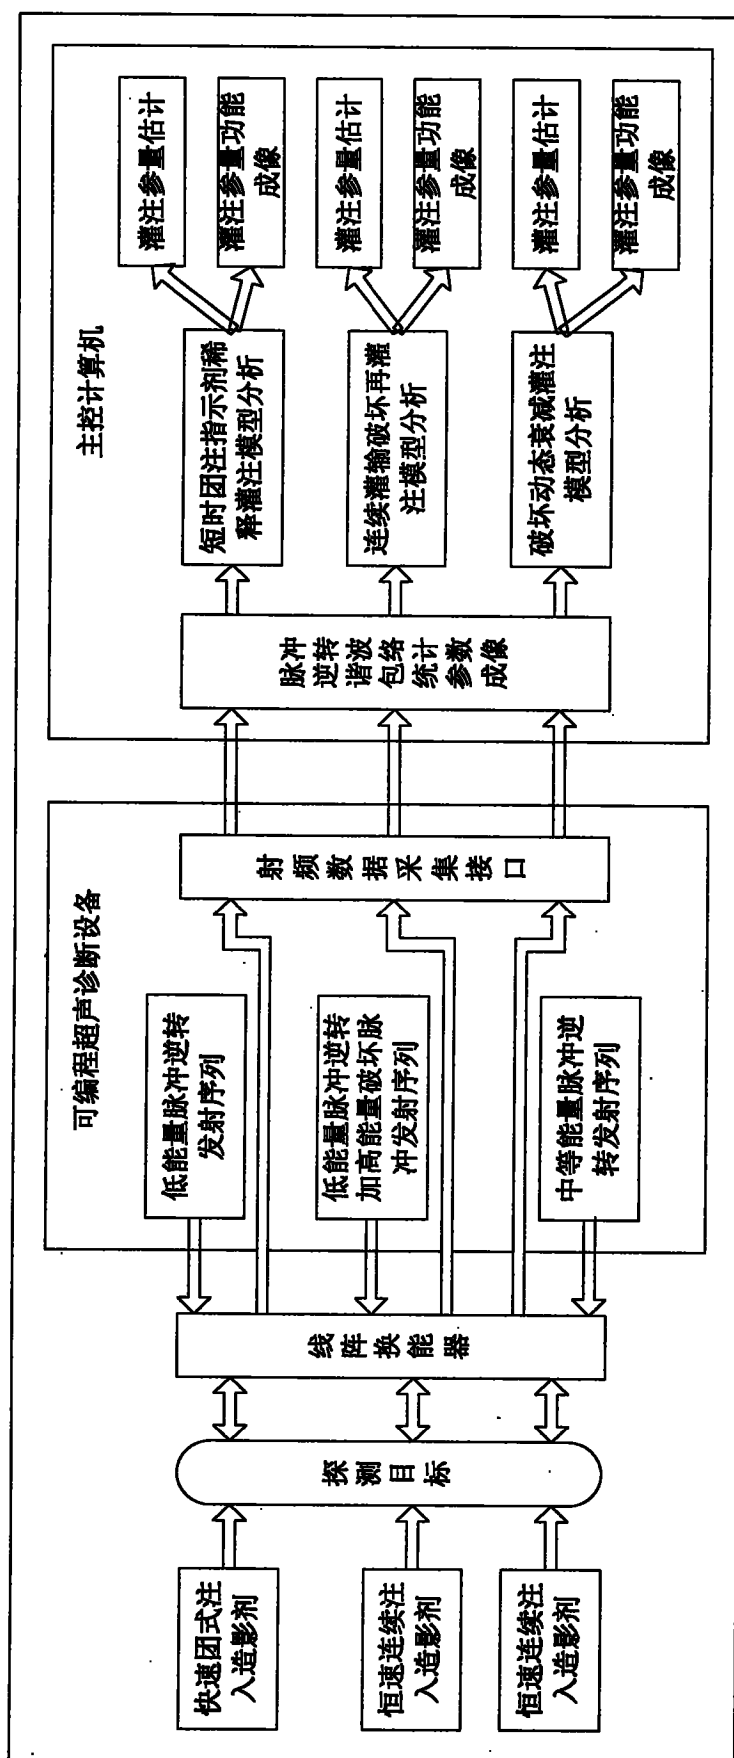 快速团式注
入造影剂
恒速连续注
入造影剂
恒速连续注
入造影剂
探测目标
线阵换能器
可编程超声诊断设备
低能量脉冲逆转
发射序列
低能量脉冲逆转
加高能量破坏脉
冲发射序列
中等能量脉冲逆
转发射序列
射频数据采集接口
主控计算机
脉冲
逆转
谐波
包络
统计
参数
成像
短时团注指示剂稀
释灌注模型分析
连续灌输破坏再灌
注模型分析
破坏动态衰减灌注
模型分析
灌注参量估计
灌注参量功能
成像
灌注参量估计
灌注参量功能
成像
灌注参量估计
灌注参量功能
成像